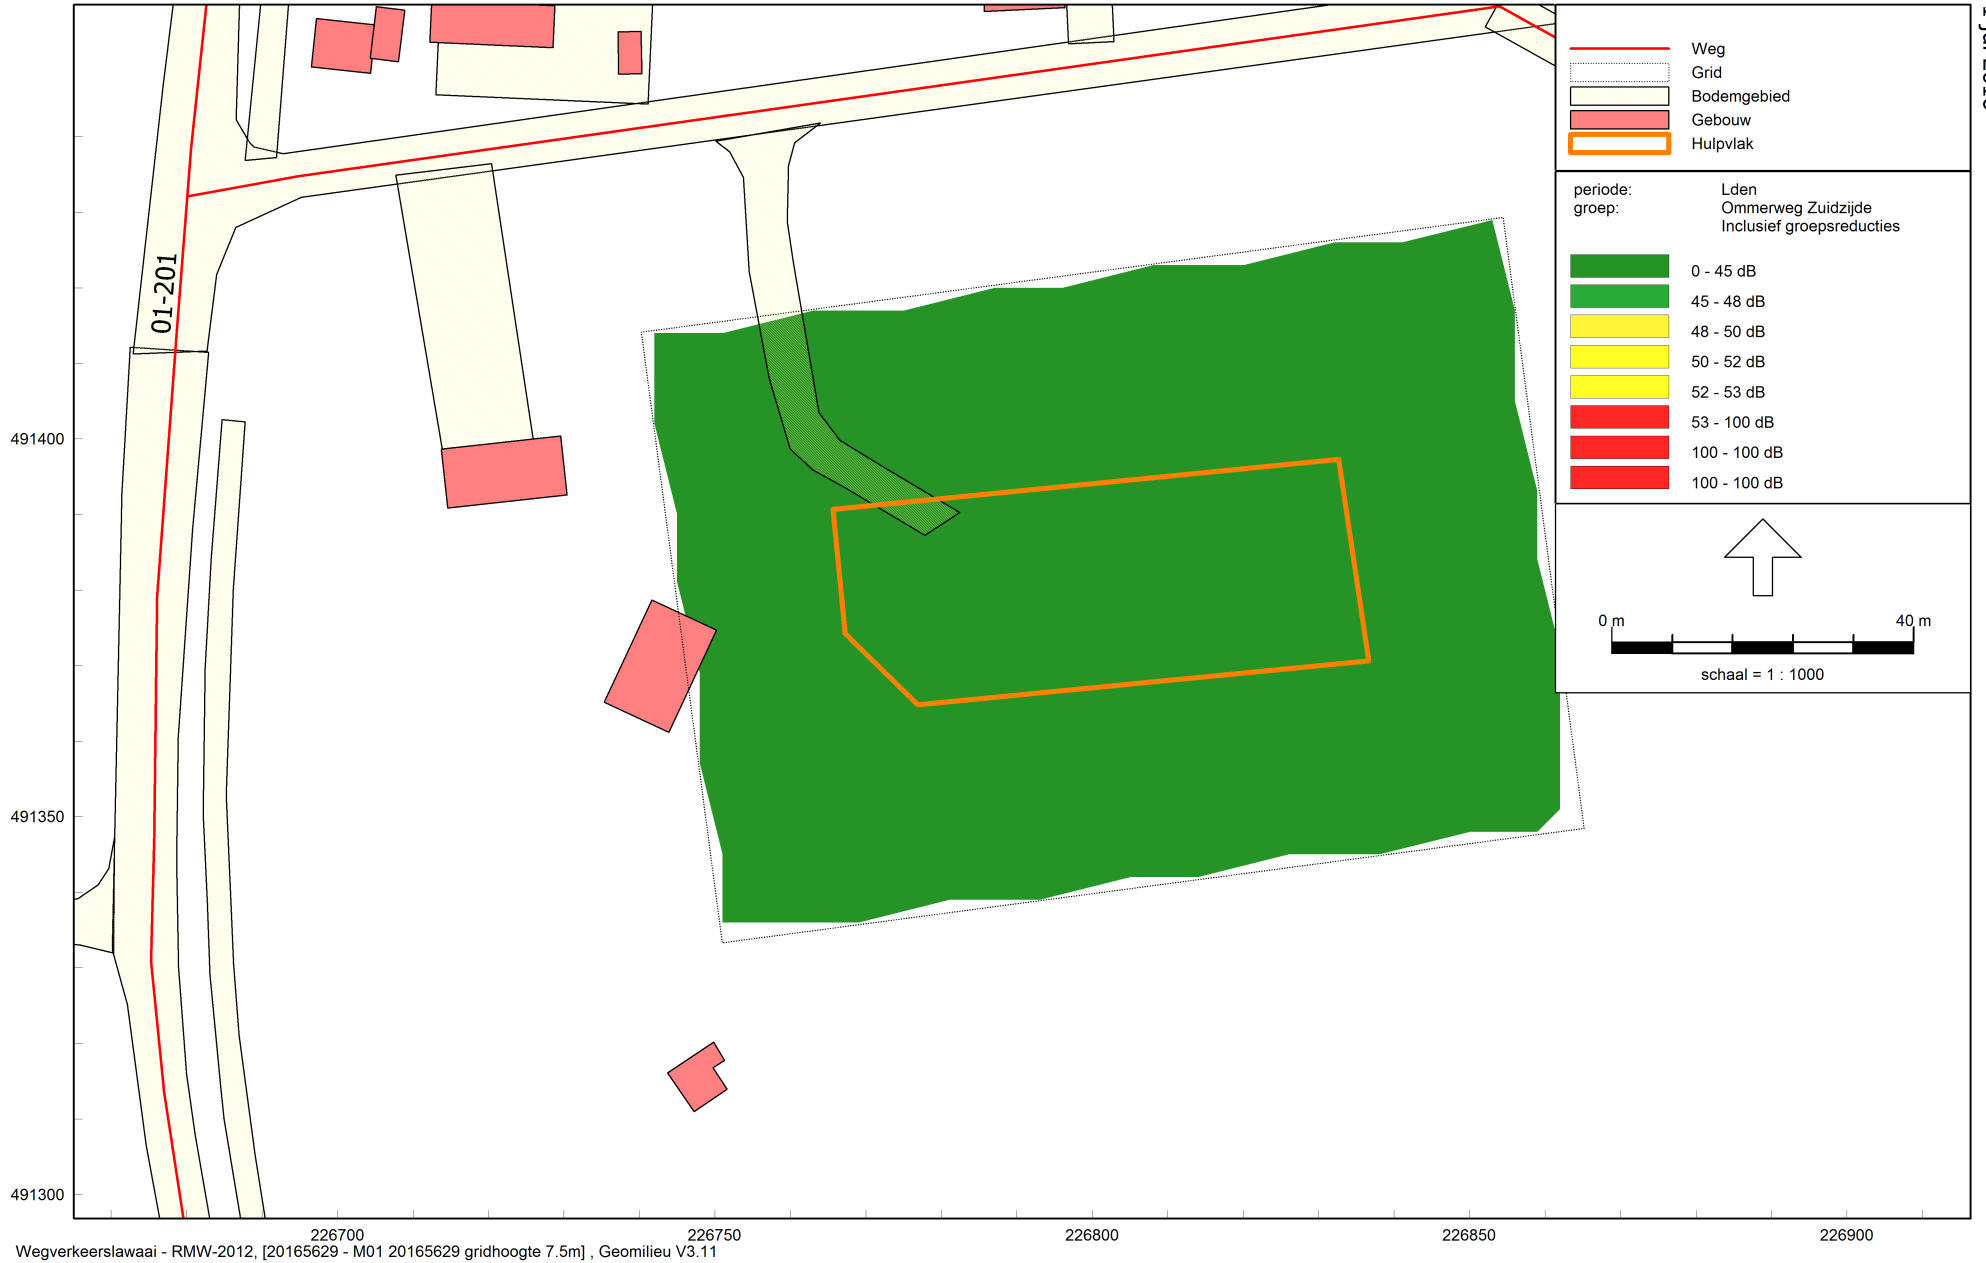 Weg
Grid
Bodemgebied
Gebouw
Hulpvlak
periode: Lden
groep: Ommerweg Zuidzijde
Inclusief groepsreducties
0 - 45 dB
45 - 48 dB
48 - 50 dB
50 - 52 dB
52 - 53 dB
53 - 100 dB
100 - 100 dB
100 - 100 dB
0 m 40 m
schaal = 1 : 1000
01-201
491400
491350
491300
226700 226750 226800 226850 226900
Wegverkeerslawaai - RMW-2012, [20165629 - M01 20165629 gridhoogte 7.5m] , Geomilieu V3.11